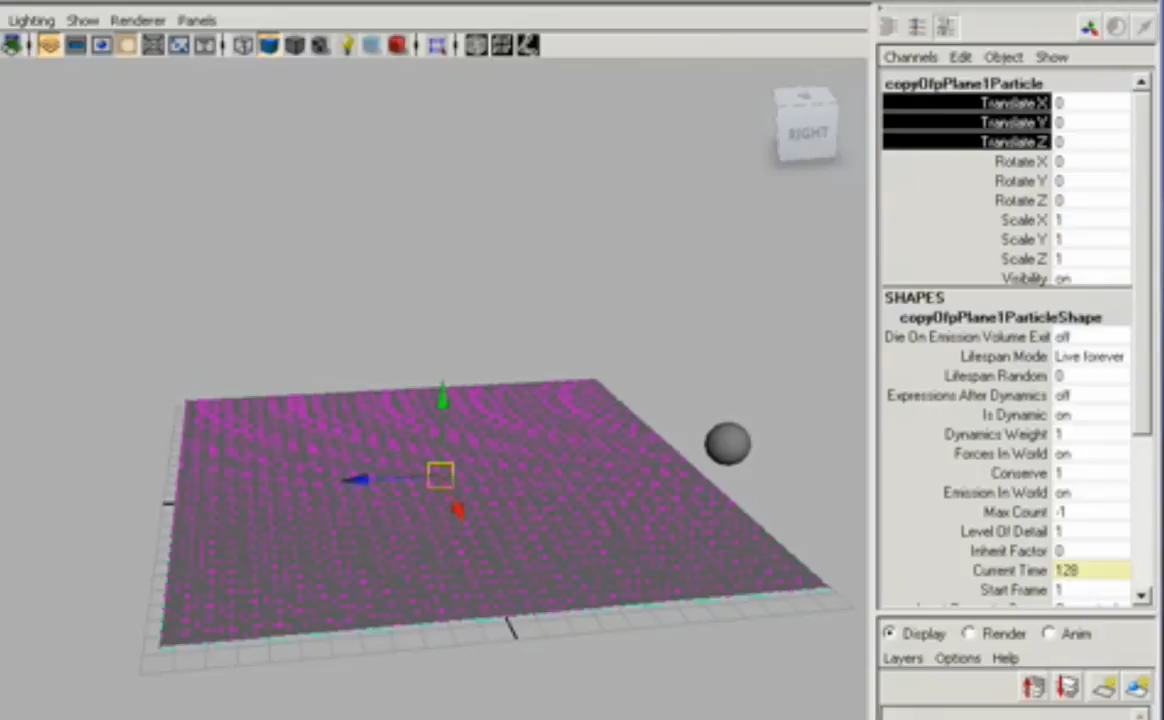 Lighting Show Renderer Panels
RIGHT
Channels Edit Object Show
copyOfpPlane1Particle
Translate X 0
Translate Y 0
Translate Z 0
Rotate X 0
Rotate Y 0
Rotate Z 0
Scale X 1
Scale Y 1
Scale Z 1
Visibility on
SHAPES
copyOfpPlane1ParticleShape
Die On Emission Volume Exit off
Lifespan Mode Live forever
Lifespan Random 0
Expressions After Dynamics off
Is Dynamic on
Dynamics Weight 1
Forces In World on
Conserve 1
Emission In World on
Max Count -1
Level Of Detail 1
Inherit Factor 0
Current Time 128
Start Frame 1
Display Render Anim
Layers Options Help